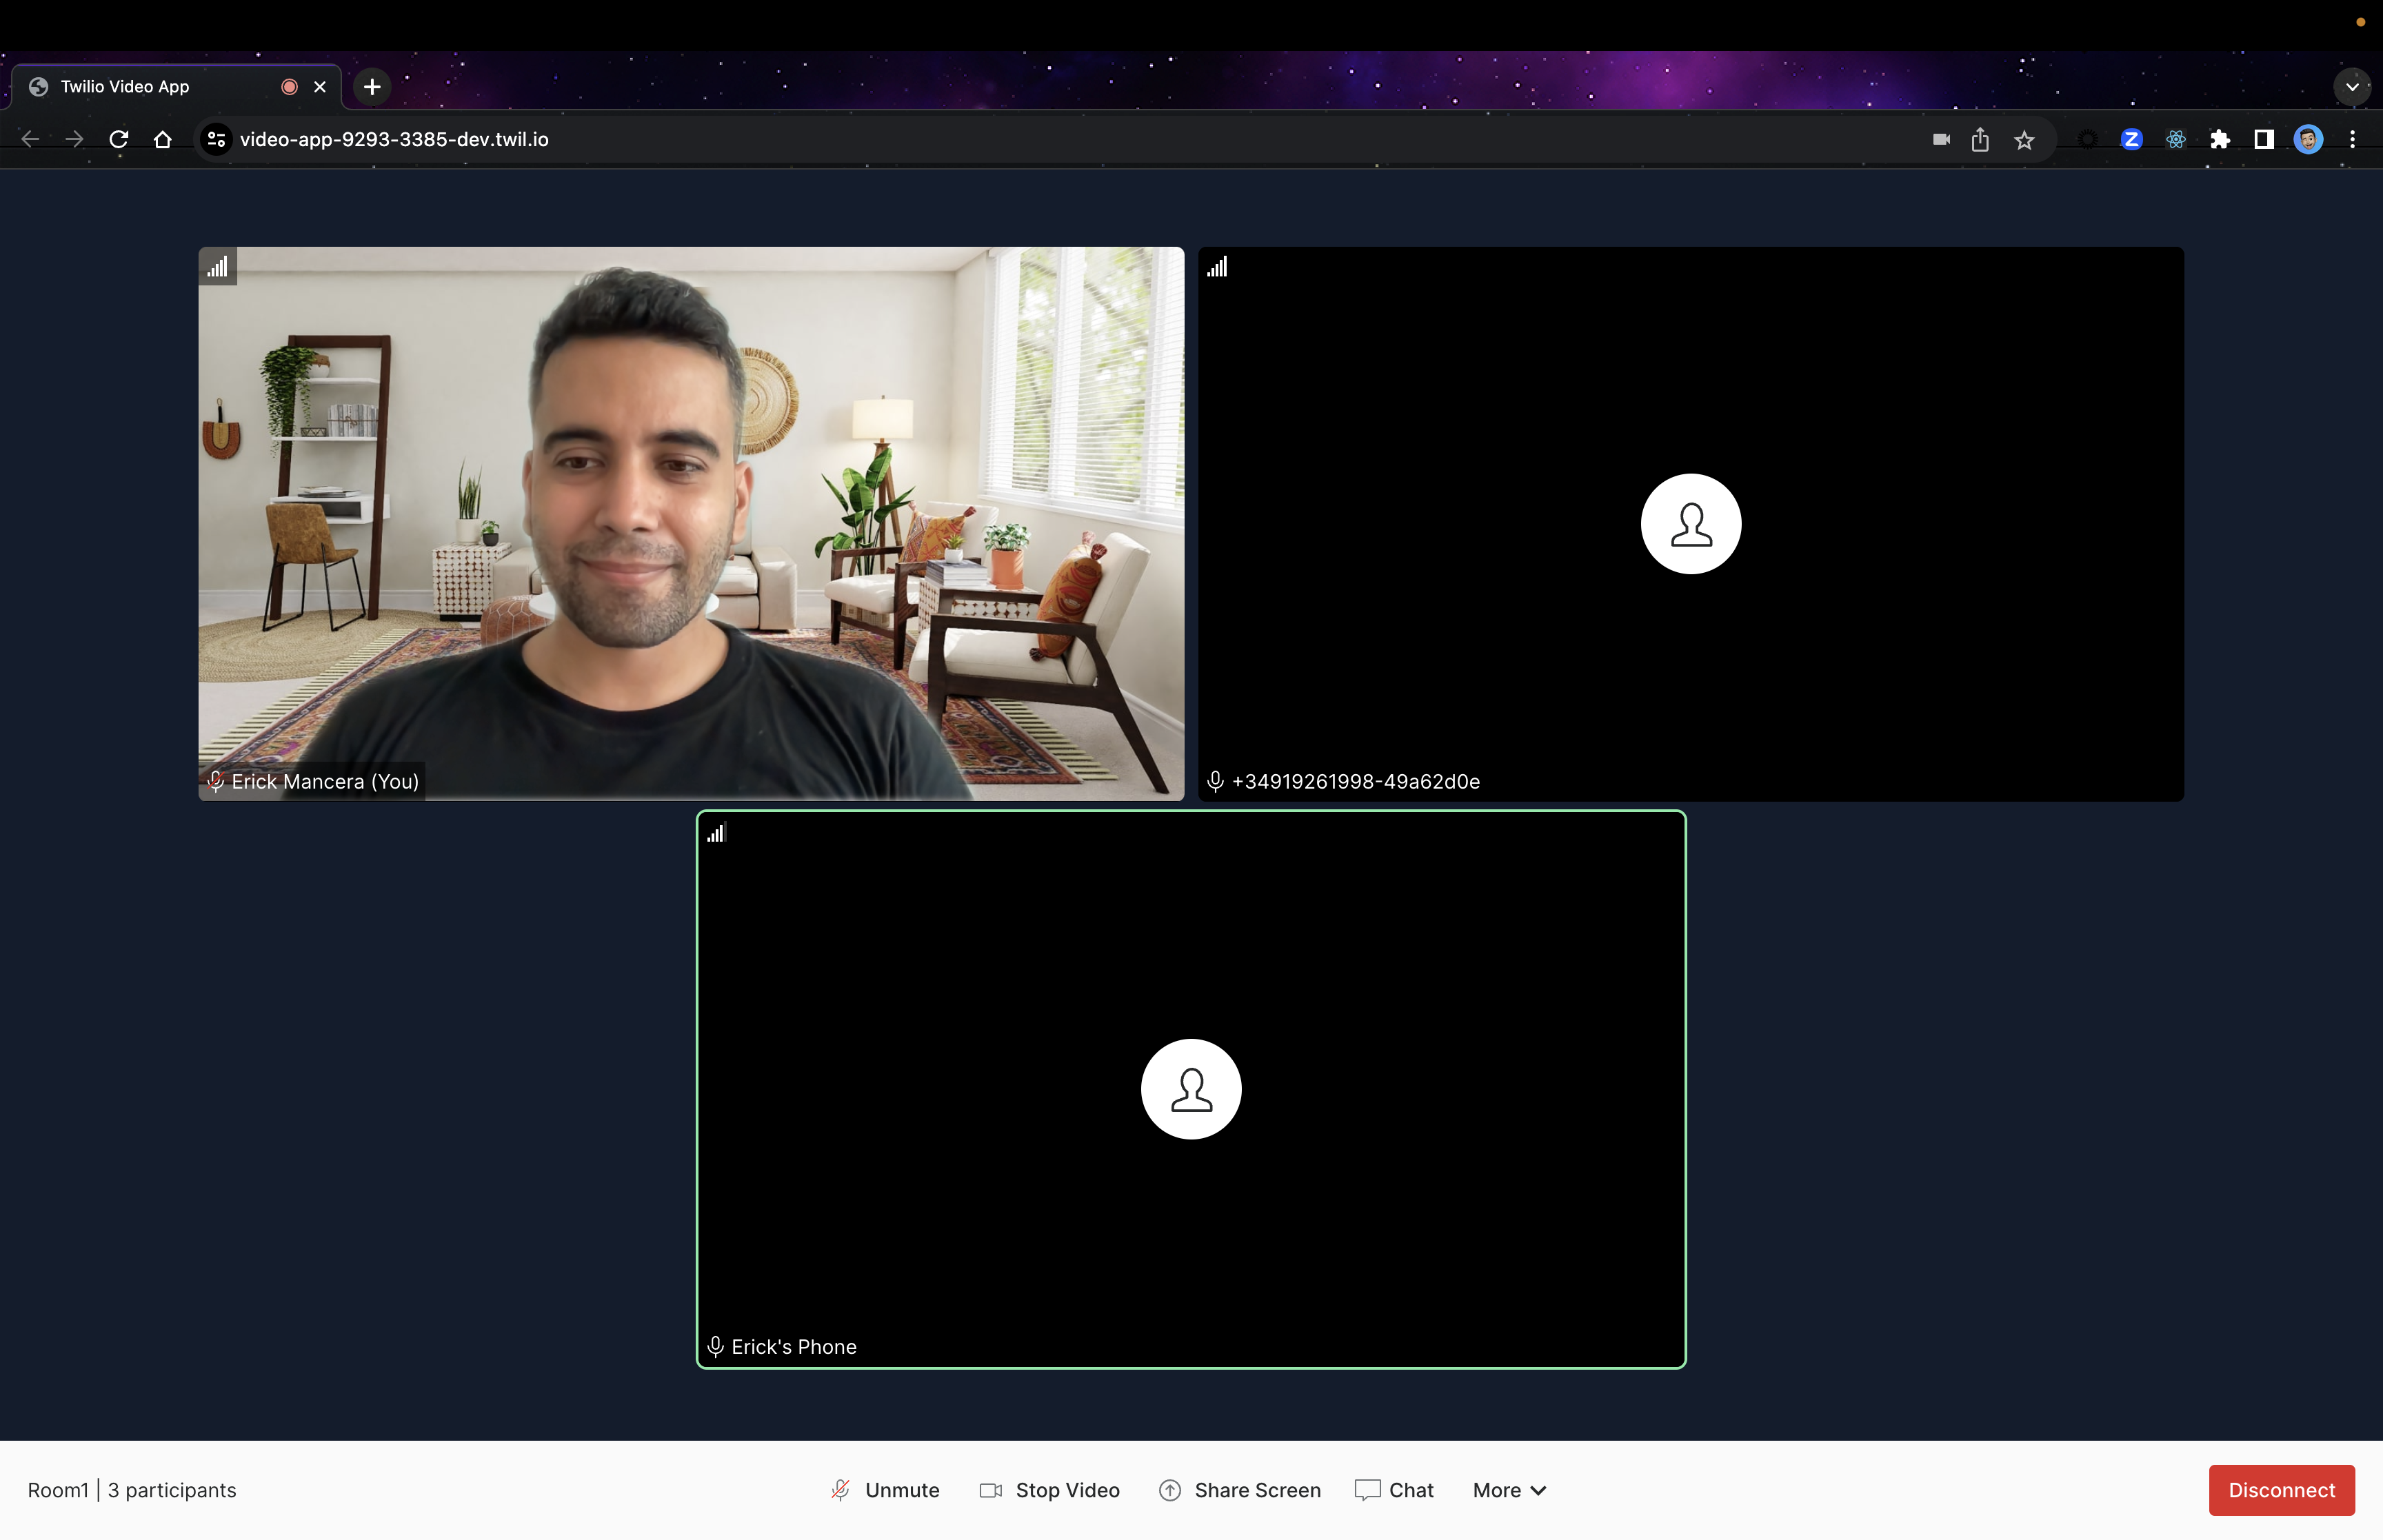 Twilio Video App
video-app-9293-3385-dev.twil.io
Z
Erick Mancera (You)
+34919261998-49a62d0e
Erick's Phone
Room1 | 3 participants
Unmute
Stop Video
Share Screen
Chat
More
Disconnect